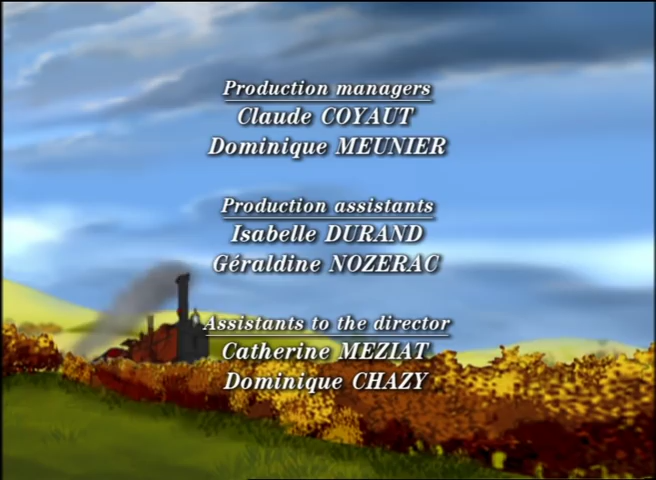 Production managers
Claude COYAUT
Dominique MEUNIER
Production assistants
Isabelle DURAND
Géraldine NOZERAC
Assistants to the director
Catherine MEZIAT
Dominique CHAZY